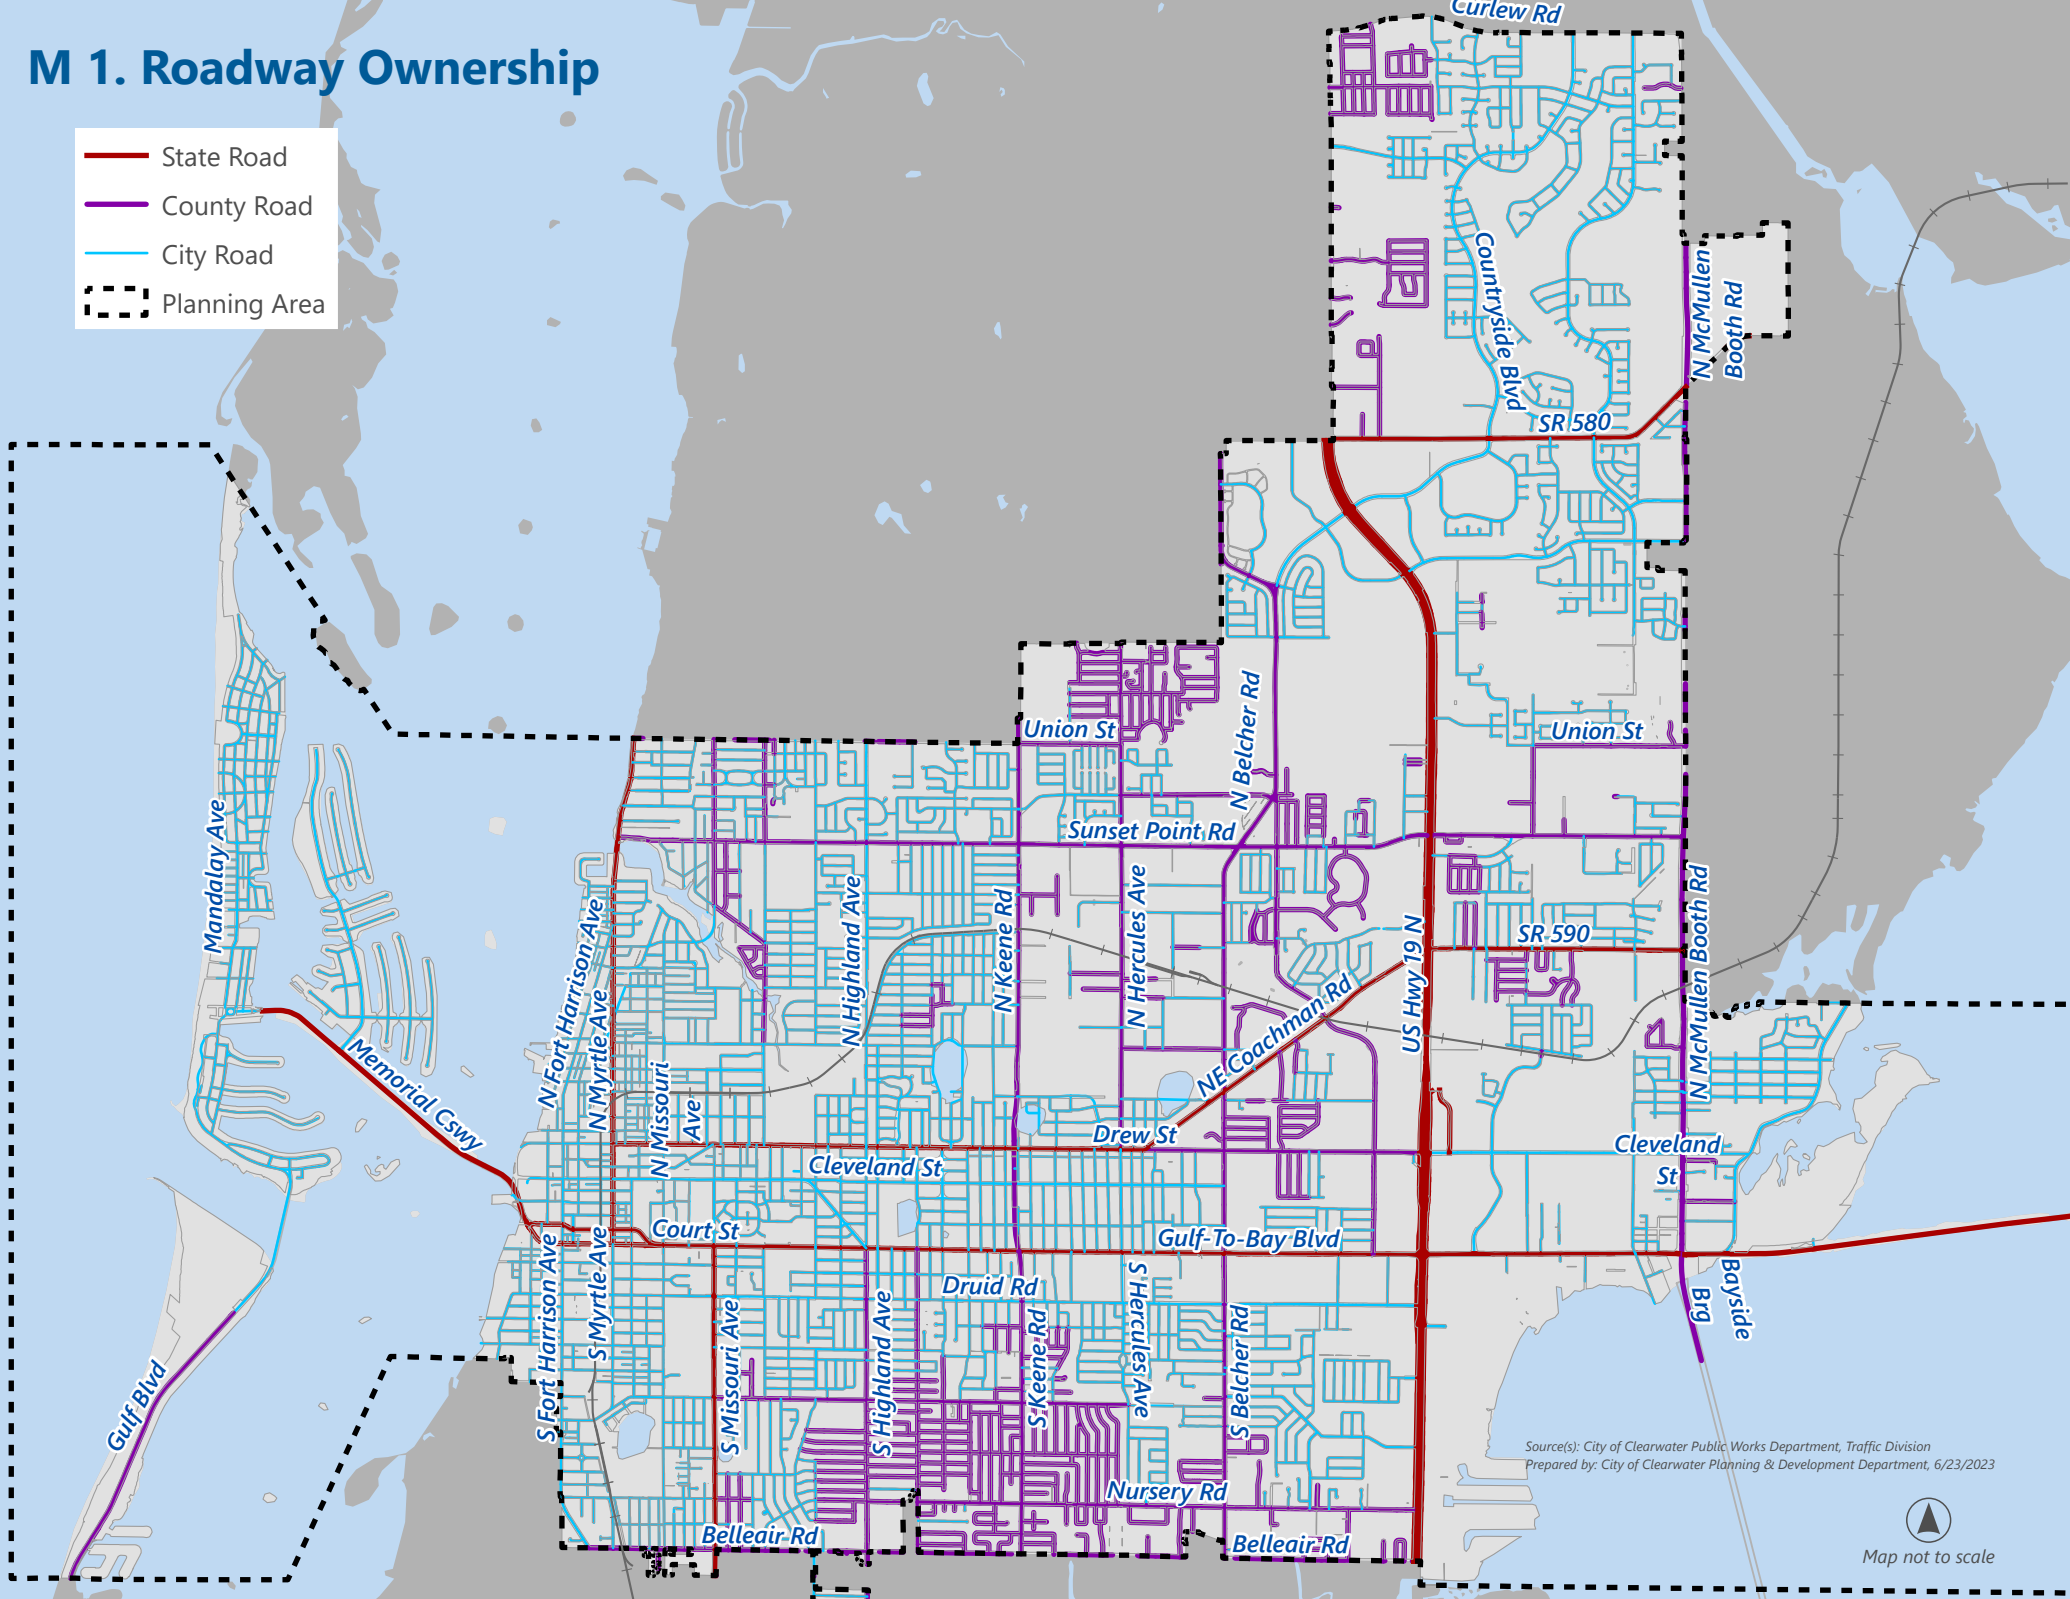 Curlew Rd
M 1. Roadway Ownership
State Road
County Road
City Road
Planning Area
Countryside Blvd
N McMullen
Booth Rd
SR 580
N Belcher Rd
Union St
Union St
Mandalay Ave
Sunset Point Rd
N Highland Ave
N Keene Rd
N Hercules Ave
US Hwy 19 N
SR 590
N McMullen Booth Rd
N Fort Harrison Ave
N Myrtle Ave
N Missouri
Ave
NE Coachman Rd
Memorial Cswy
Drew St
Cleveland St
Cleveland
St
Court St
Gulf-To-Bay Blvd
Druid Rd
S Fort Harrison Ave
S Myrtle Ave
S Missouri Ave
S Highland Ave
S Keene Rd
S Hercules Ave
S Belcher Rd
Bayside
Brg
Gulf Blvd
Source(s): City of Clearwater Public Works Department, Traffic Division
Prepared by: City of Clearwater Planning & Development Department, 6/23/2023
Nursery Rd
Belleair Rd
Belleair Rd
Map not to scale